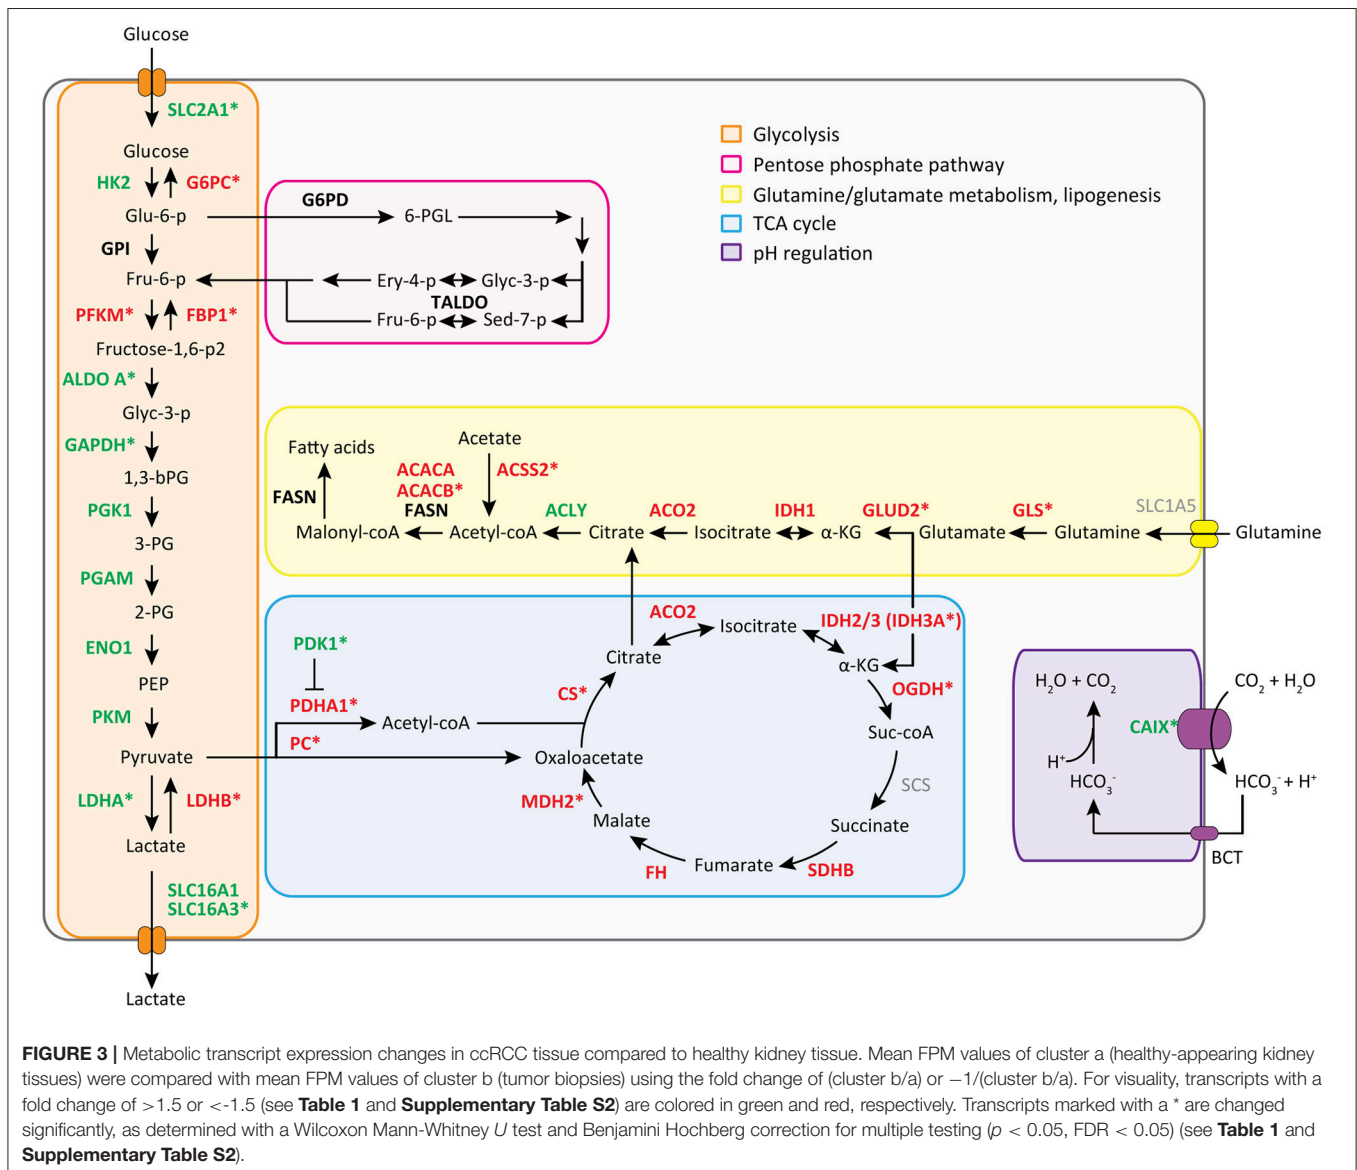 Glucose
SLC2A1*
Glucose
HK2 G6PC*
Glu-6-p
GPI
Fru-6-p
PFKM* FBP1*
Fructose-1,6-p2
ALDO A*
Glyc-3-p
GAPDH*
1,3-bPG
PGK1
3-PG
PGAM
2-PG
ENO1
PEP
PKM
Pyruvate
LDHA* LDHB*
Lactate
SLC16A1
SLC16A3*
Lactate
G6PD
6-PGL
Ery-4-p Glyc-3-p
TALDO
Fru-6-p Sed-7-p
Glycolysis
Pentose phosphate pathway
Glutamine/glutamate metabolism, lipogenesis
TCA cycle
pH regulation
Fatty acids
Acetate
ACACA
ACACB*
FASN
ACSS2*
FASN
ACLY ACO2 IDH1 GLUD2* GLS* SLC1A5
Malonyl-coA Acetyl-coA Citrate Isocitrate α-KG Glutamate Glutamine Glutamine
PDK1*
PDHA1*
PC*
Acetyl-coA
CS*
Citrate
ACO2
Isocitrate
IDH2/3 (IDH3A*)
α-KG
OGDH*
Suc-coA
SCS
Succinate
SDHB
Fumarate
FH
Malate
MDH2*
Oxaloacetate
H₂O + CO₂
H⁺
HCO₃⁻
CAIX*
CO₂ + H₂O
HCO₃⁻ + H⁺
BCT
FIGURE 3 | Metabolic transcript expression changes in ccRCC tissue compared to healthy kidney tissue. Mean FPM values of cluster a (healthy-appearing kidney
tissues) were compared with mean FPM values of cluster b (tumor biopsies) using the fold change of (cluster b/a) or −1/(cluster b/a). For visuality, transcripts with a
fold change of >1.5 or <-1.5 (see Table 1 and Supplementary Table S2) are colored in green and red, respectively. Transcripts marked with a * are changed
significantly, as determined with a Wilcoxon Mann-Whitney U test and Benjamini Hochberg correction for multiple testing (p < 0.05, FDR < 0.05) (see Table 1 and
Supplementary Table S2).